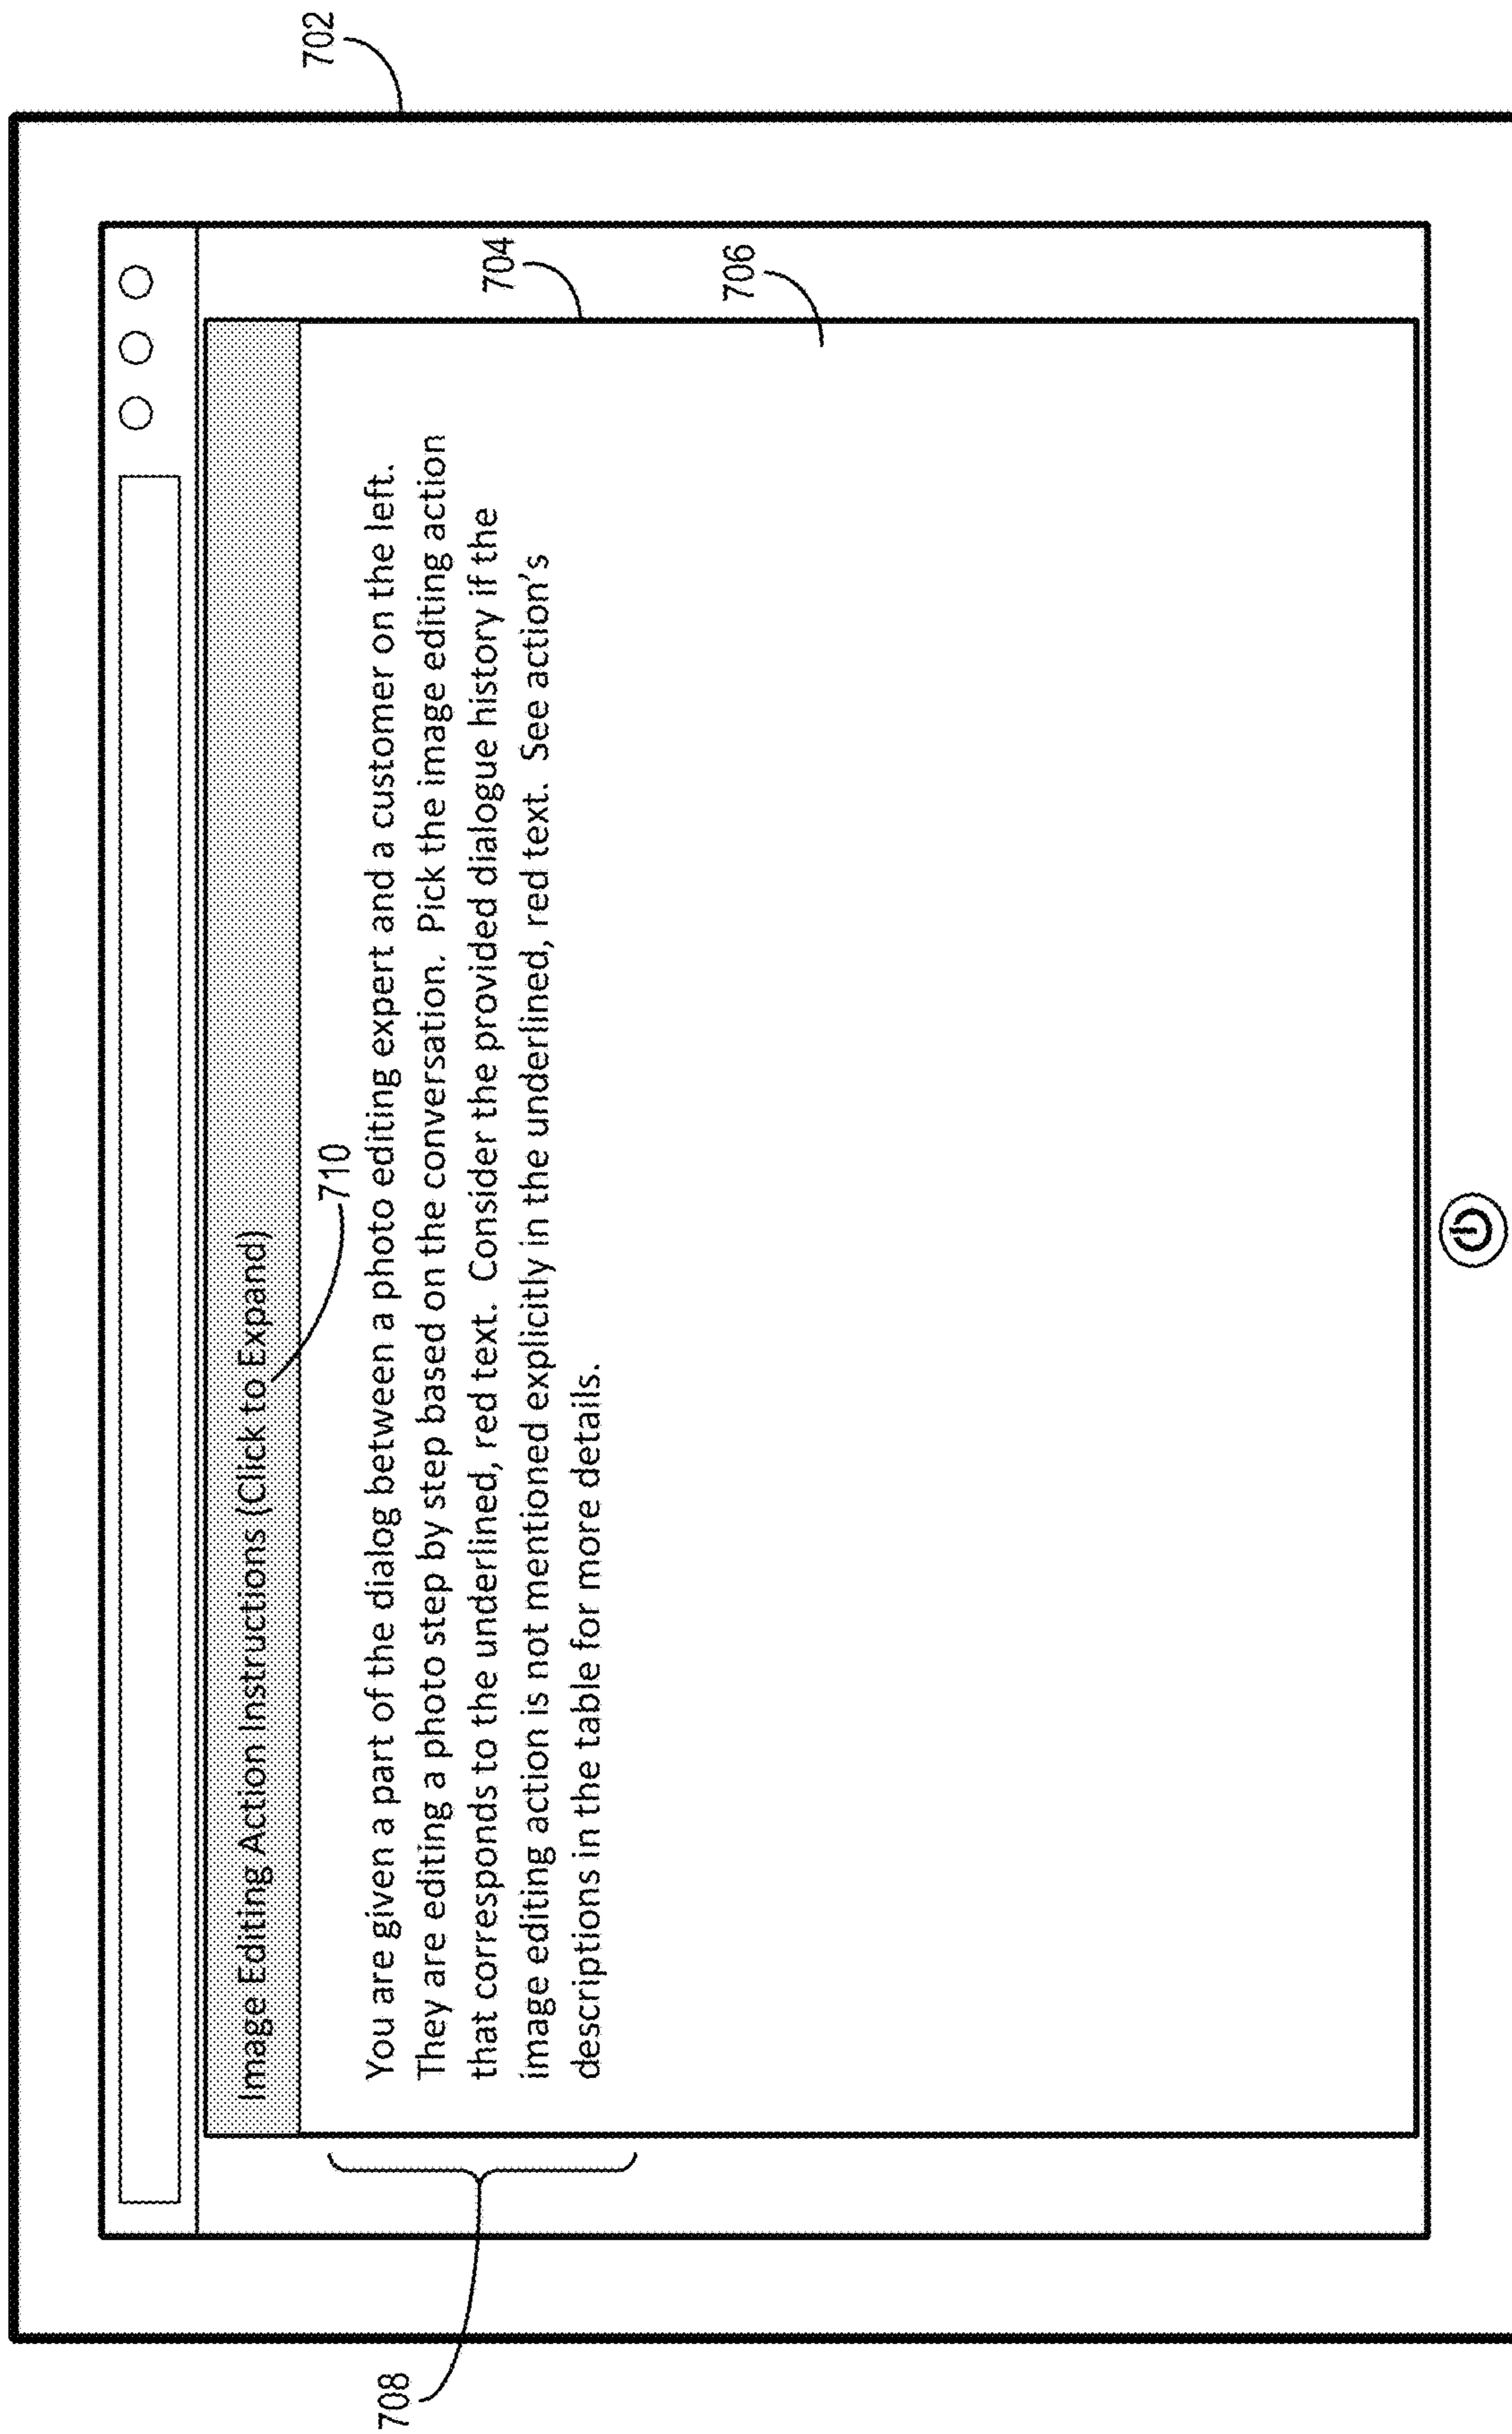 702
Image Editing Action Instructions (Click to Expand)
710
You are given a part of the dialog between a photo editing expert and a customer on the left.
They are editing a photo step by step based on the conversation. Pick the image editing action
that corresponds to the underlined, red text. Consider the provided dialogue history if the
image editing action is not mentioned explicitly in the underlined, red text. See action's
descriptions in the table for more details.
708
704
706